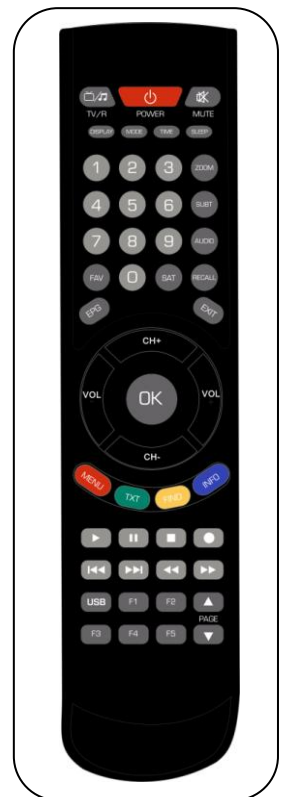 TV/R POWER MUTE
DISPLAY MODE TIME SLEEP
1 2 3 ZOOM
4 5 6 SUBT
7 8 9 AUDIO
FAV 0 SAT RECALL
EPG EXIT
CH+
VOL OK VOL
CH-
MENU TXT FIND INFO
USB F1 F2
PAGE
F3 F4 F5